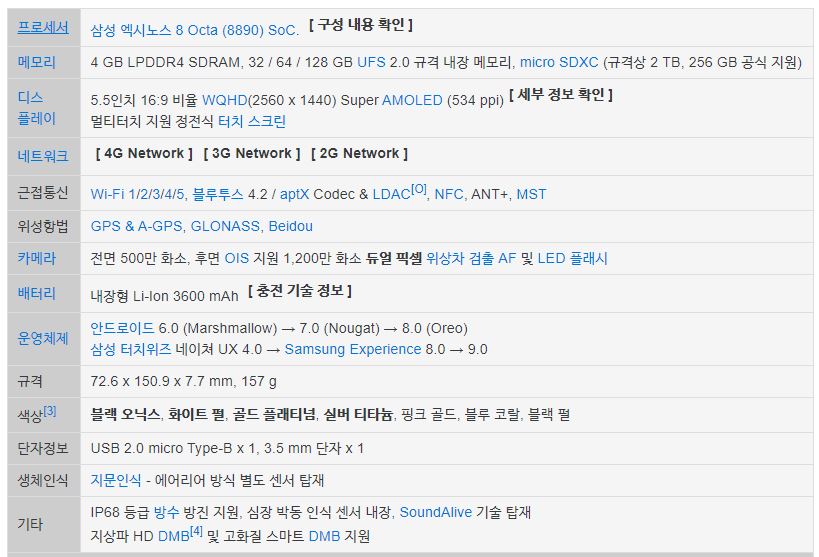 프로세서 삼성 엑시노스 8 Octa (8890) SoC. [ 구성 내용 확인 ]
메모리 4 GB LPDDR4 SDRAM, 32 / 64 / 128 GB UFS 2.0 규격 내장 메모리, micro SDXC (규격상 2 TB, 256 GB 공식 지원)
디스
플레이
5.5인치 16:9 비율 WQHD(2560 x 1440) Super AMOLED (534 ppi) [ 세부 정보 확인 ]
멀티터치 지원 정전식 터치 스크린
네트워크 [ 4G Network ] [ 3G Network ] [ 2G Network ]
근접통신 Wi-Fi 1/2/3/4/5, 블루투스 4.2 / aptX Codec & LDAC[O], NFC, ANT+, MST
위성항법 GPS & A-GPS, GLONASS, Beidou
카메라 전면 500만 화소, 후면 OIS 지원 1,200만 화소 듀얼 픽셀 위상차 검출 AF 및 LED 플래시
배터리 내장형 Li-Ion 3600 mAh [ 충전 기술 정보 ]
운영체제
안드로이드 6.0 (Marshmallow) → 7.0 (Nougat) → 8.0 (Oreo)
삼성 터치위즈 네이쳐 UX 4.0 → Samsung Experience 8.0 → 9.0
규격 72.6 x 150.9 x 7.7 mm, 157 g
색상[3] 블랙 오닉스, 화이트 펄, 골드 플래티넘, 실버 티타늄, 핑크 골드, 블루 코랄, 블랙 펄
단자정보 USB 2.0 micro Type-B x 1, 3.5 mm 단자 x 1
생체인식 지문인식 - 에어리어 방식 별도 센서 탑재
기타
IP68 등급 방수 방진 지원, 심장 박동 인식 센서 내장, SoundAlive 기술 탑재
지상파 HD DMB[4] 및 고화질 스마트 DMB 지원